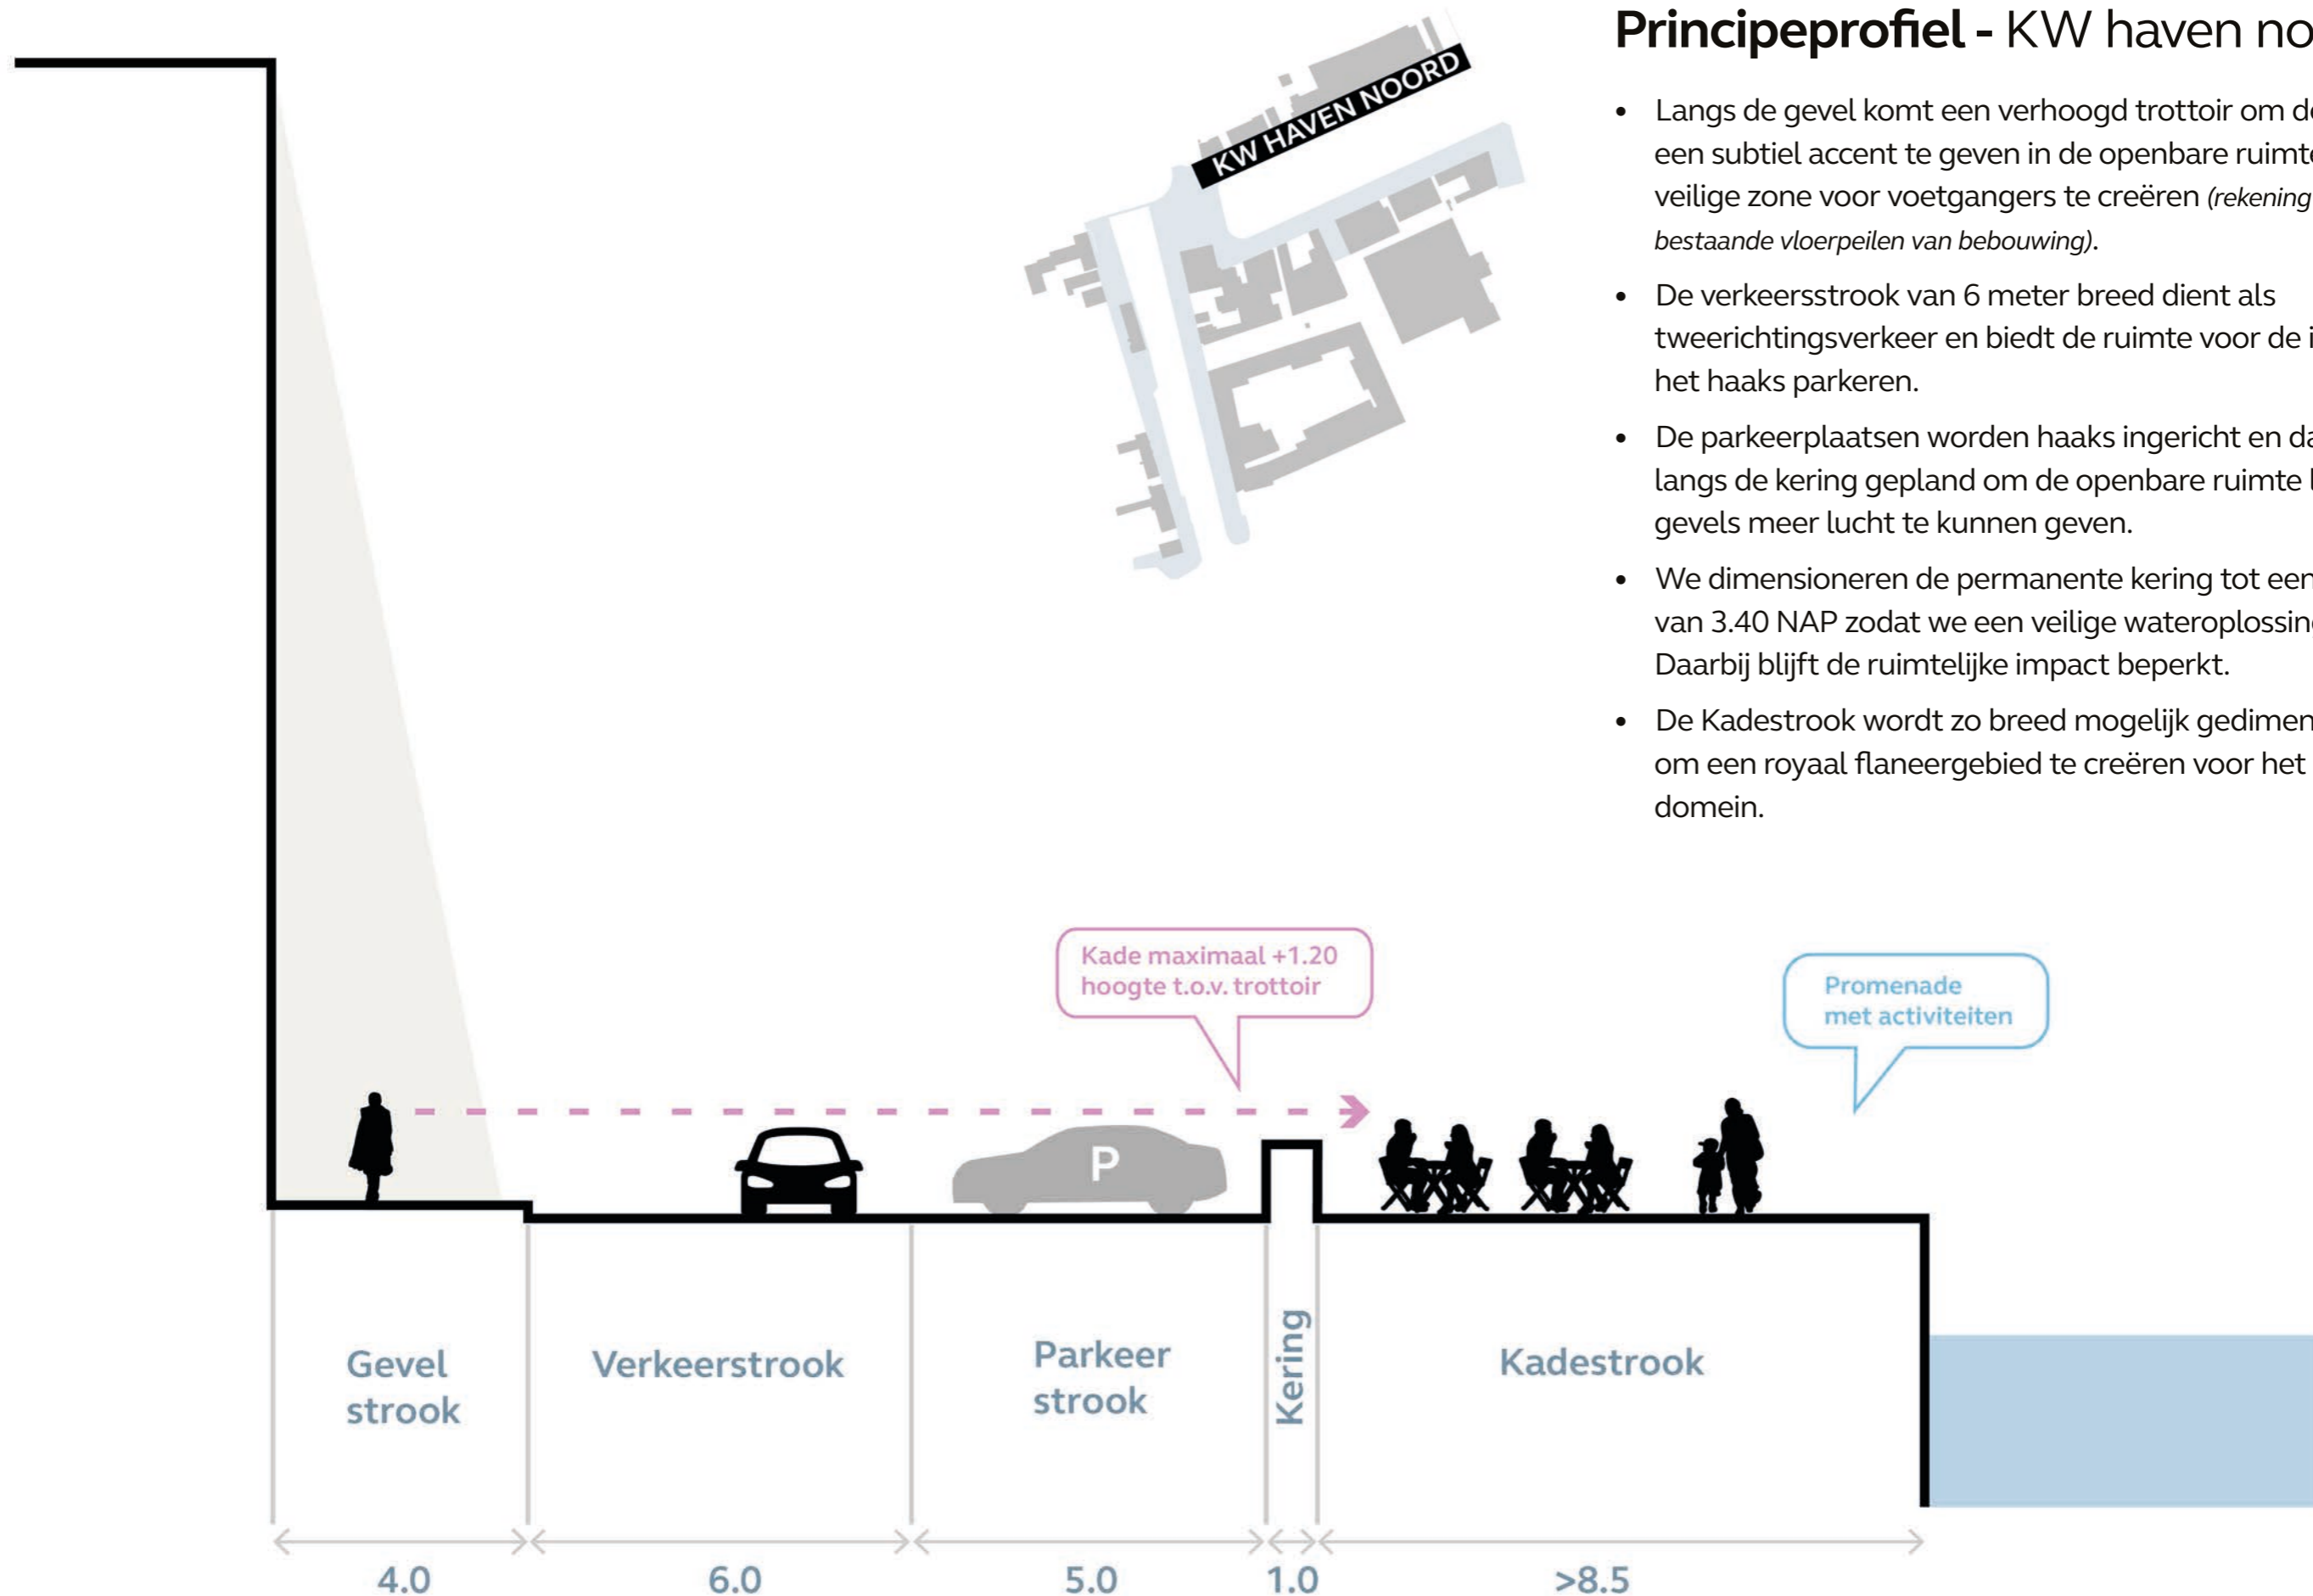 Principeprofiel - KW haven no
KW HAVEN NOORD
• Langs de gevel komt een verhoogd trottoir om d
een subtiel accent te geven in de openbare ruimt
veilige zone voor voetgangers te creëren (rekening
bestaande vloerpeilen van bebouwing).
• De verkeersstrook van 6 meter breed dient als
tweerichtingsverkeer en biedt de ruimte voor de i
het haaks parkeren.
• De parkeerplaatsen worden haaks ingericht en da
langs de kering gepland om de openbare ruimte l
gevels meer lucht te kunnen geven.
• We dimensioneren de permanente kering tot een
van 3.40 NAP zodat we een veilige wateroplossing
Daarbij blijft de ruimtelijke impact beperkt.
• De Kadestrook wordt zo breed mogelijk gedimen
om een royaal flaneergebied te creëren voor het
domein.
Kade maximaal +1.20
hoogte t.o.v. trottoir
Promenade
met activiteiten
P
Gevel
strook
Verkeerstrook
Parkeer
strook
Kering
Kadestrook
4.0
6.0
5.0
1.0
>8.5